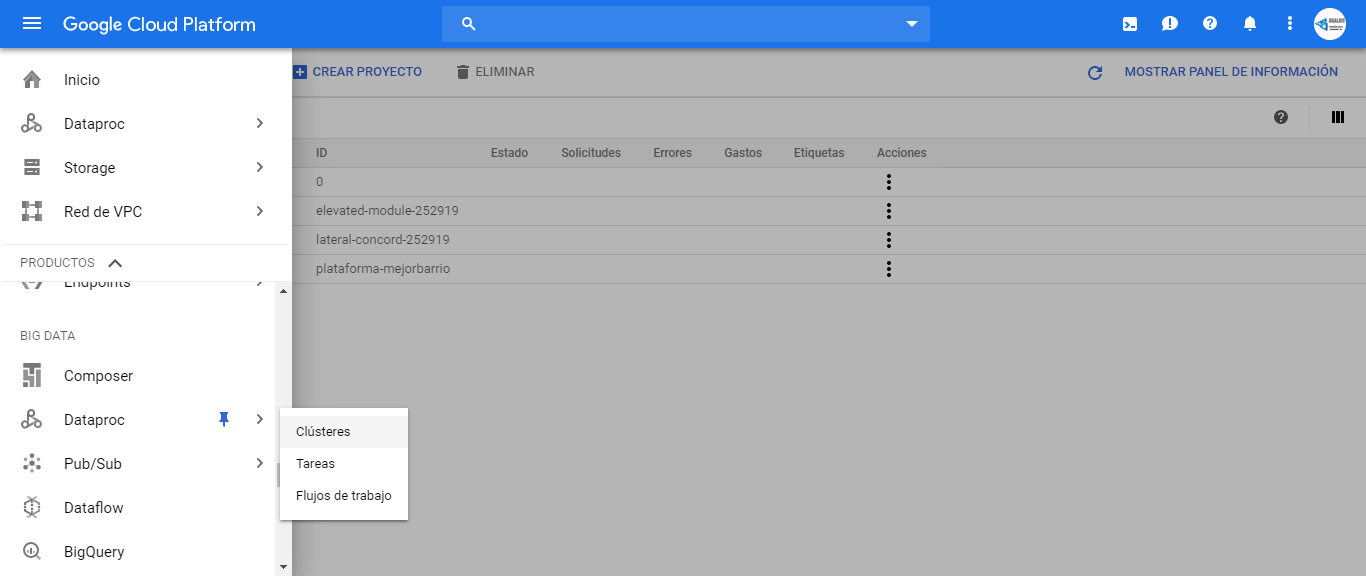 Google Cloud Platform
Inicio
Dataproc
Storage
Red de VPC
PRODUCTOS
Endpoints
BIG DATA
Composer
Dataproc
Pub/Sub
Dataflow
BigQuery
Clústeres
Tareas
Flujos de trabajo
CREAR PROYECTO ELIMINAR MOSTRAR PANEL DE INFORMACIÓN
ID Estado Solicitudes Errores Gastos Etiquetas Acciones
0
elevated-module-252919
lateral-concord-252919
plataforma-mejorbarrio